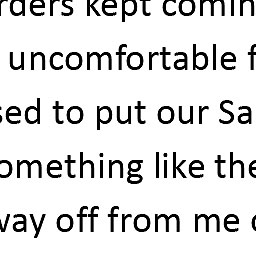 rders kept comin
uncomfortable f
sed to put our Sa
omething like the
way off from me